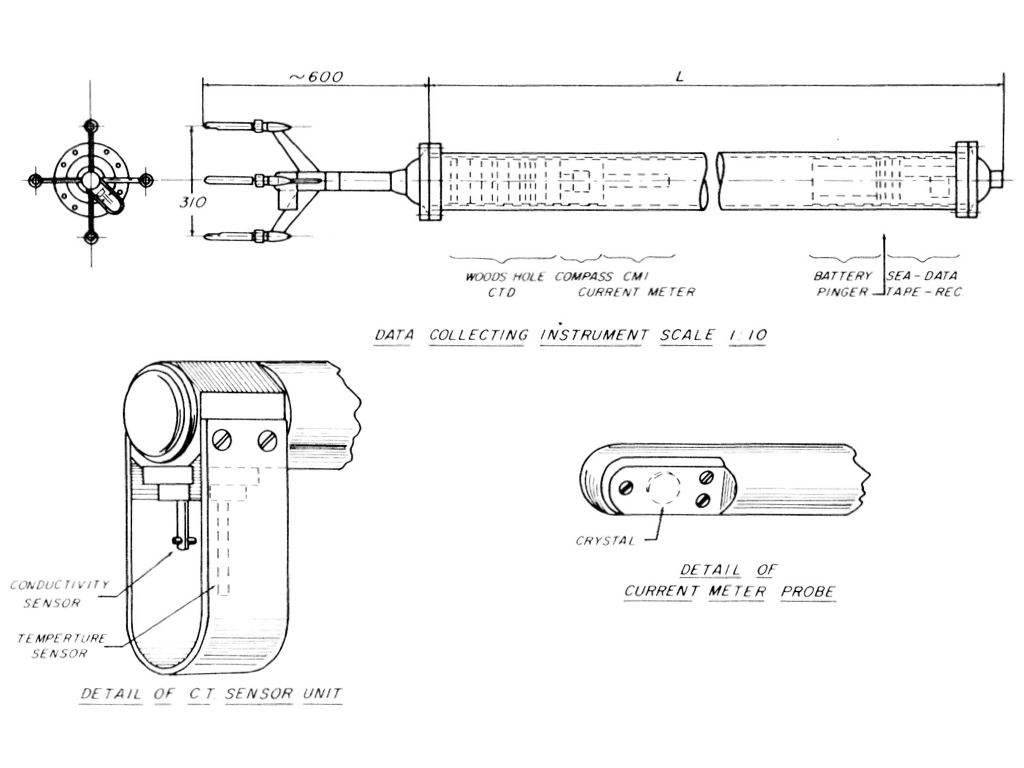 ~600
L
310
WOODS HOLE COMPASS CMI
CTD CURRENT METER
BATTERY SEA-DATA
PINGER TAPE-REC.
DATA COLLECTING INSTRUMENT SCALE 1:10
CONDUCTIVITY
SENSOR
TEMPERTURE
SENSOR
DETAIL OF C.T. SENSOR UNIT
CRYSTAL
DETAIL OF
CURRENT METER PROBE